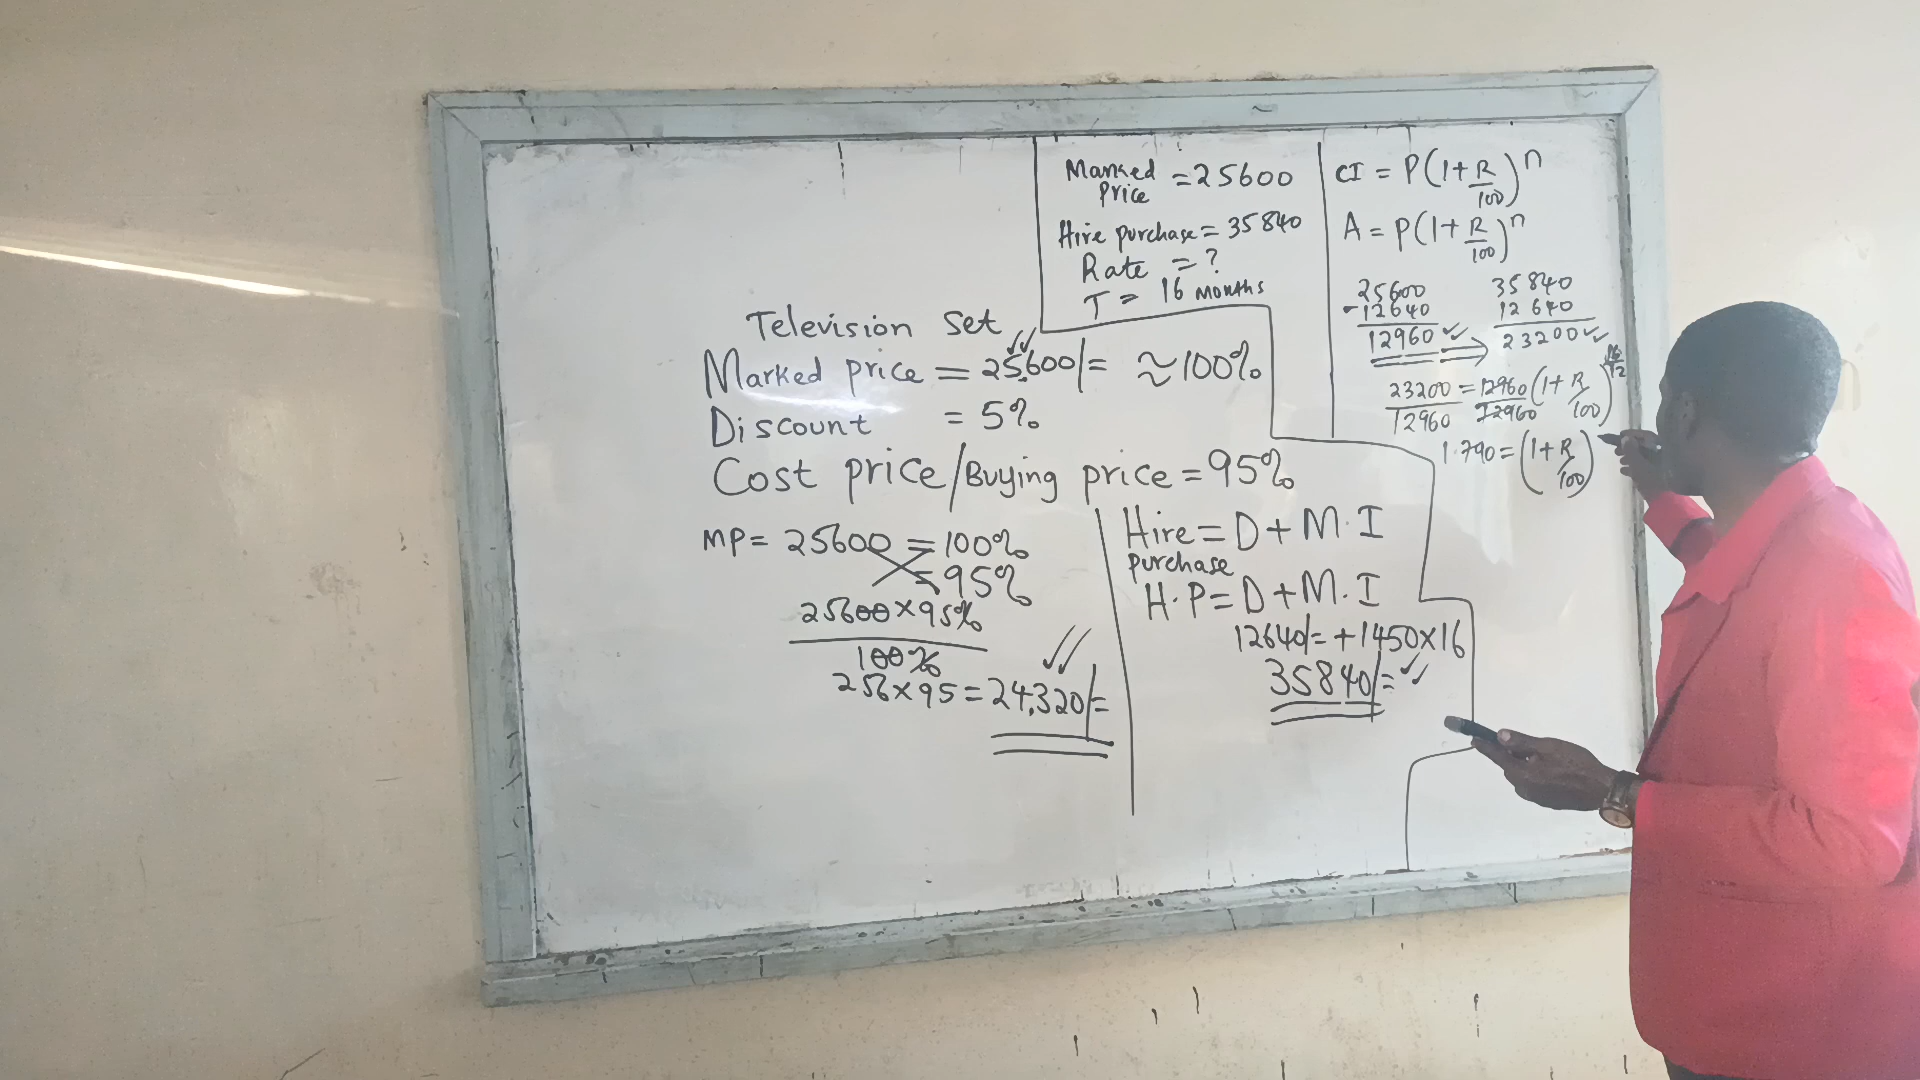 Marked
Price = 25600
Hire purchase = 35840
Rate = ?
T = 16 months
CI = P(1+R/100)^n
A = P(1+R/100)^n
25600
-12640
12960
35840
12640
23200
23200/12960 = 12960/12960 (1+R/100)^16/12
1.790 = (1+R/100)
Television Set
Marked price = 25,600/= ≈ 100%
Discount = 5%
Cost price/Buying price = 95%
MP = 25600 = 100%
= 95%
25600 × 95%
100%
256 × 95 = 24,320/=
Hire = D + M.I
purchase
H.P = D + M.I
12640/= + 1450×16
35840/=